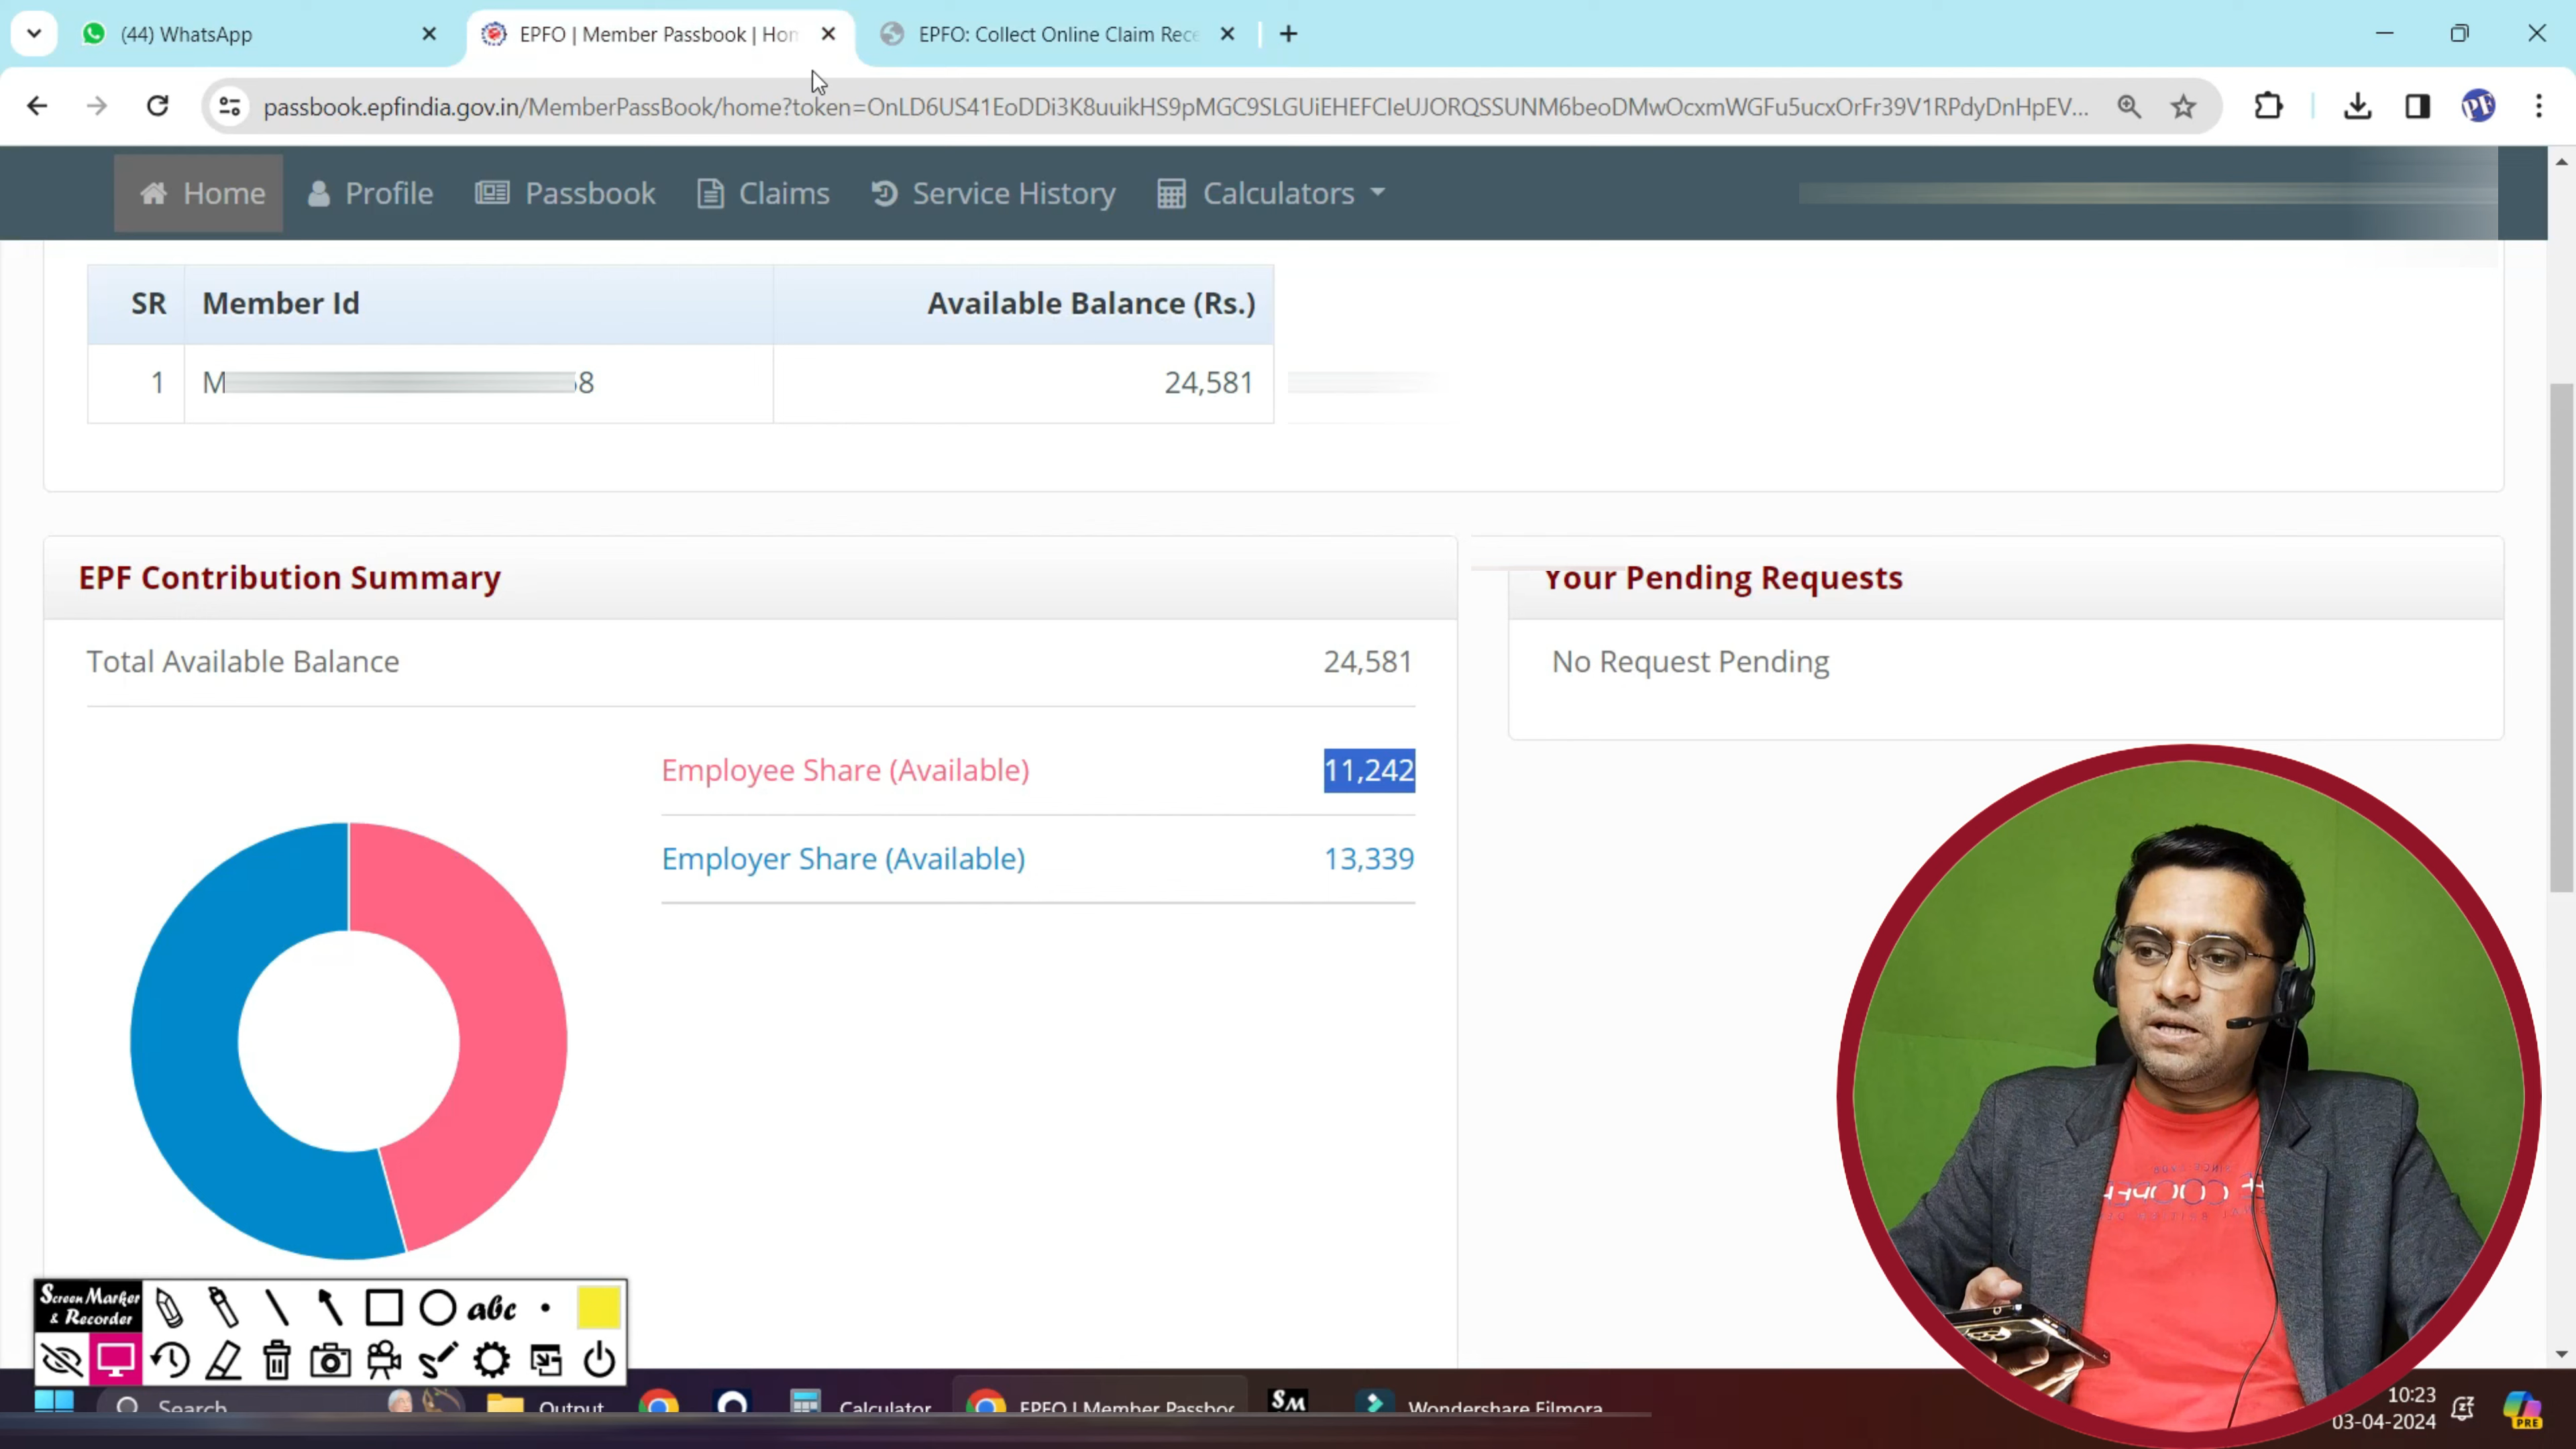 (44) WhatsApp
EPFO | Member Passbook | Hon
EPFO: Collect Online Claim Rece
passbook.epfindia.gov.in/MemberPassBook/home?token=OnLD6US41EoDDi3K8uuikHS9pMGC9SLGUiEHEFCIeUJORQSSUNM6beoDMwOcxmWGFu5ucxOrFr39V1RPdyDnHpEV...
PF
Home Profile Passbook Claims Service History Calculators
SR Member Id Available Balance (Rs.)
1 M 8 24,581
EPF Contribution Summary
Your Pending Requests
Total Available Balance 24,581
No Request Pending
Employee Share (Available) 11,242
Employer Share (Available) 13,339
Screen Marker & Recorder
abc
Search
Output
Calculator
EPFO | Member Passbor
SM
Wondershare Filmora
10:23
03-04-2024
PRE